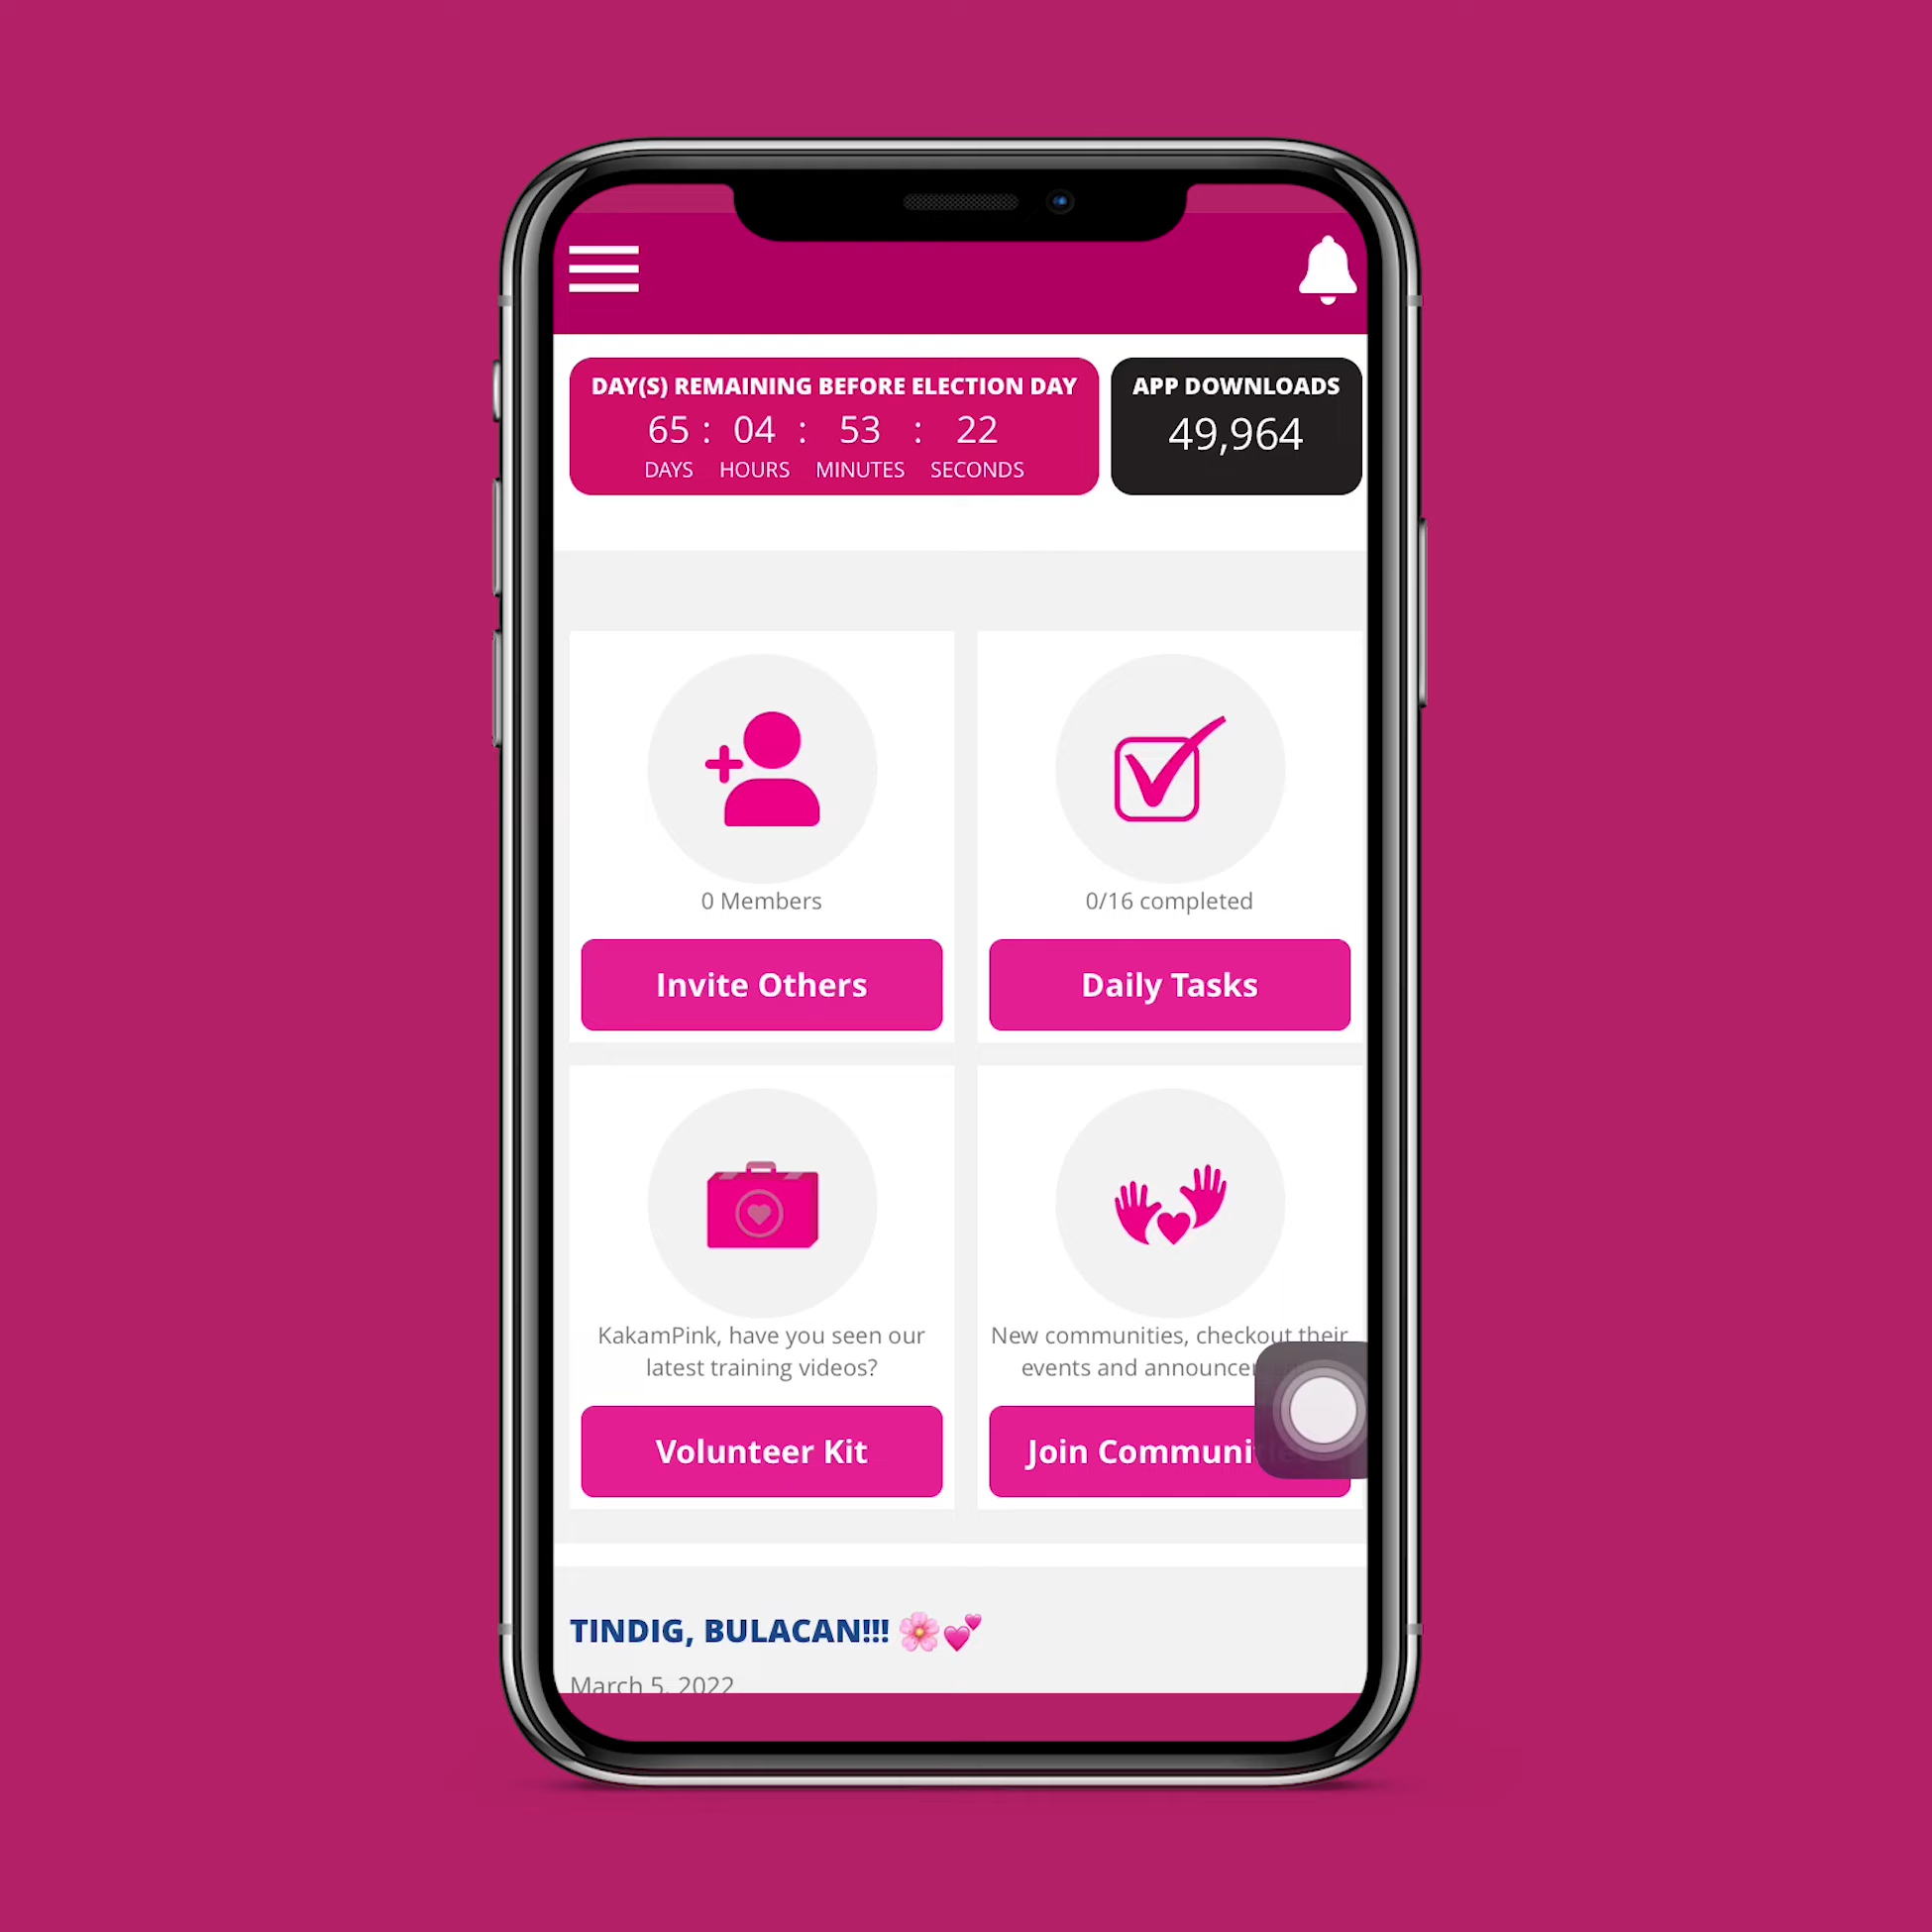 DAY(S) REMAINING BEFORE ELECTION DAY
65 : 04 : 53 : 22
DAYS HOURS MINUTES SECONDS
APP DOWNLOADS
49,964
0 Members
Invite Others
0/16 completed
Daily Tasks
KakamPink, have you seen our
latest training videos?
Volunteer Kit
New communities, checkout their
events and
Join
TINDIG, BULACAN!!! 🌸💕
March 5, 2022